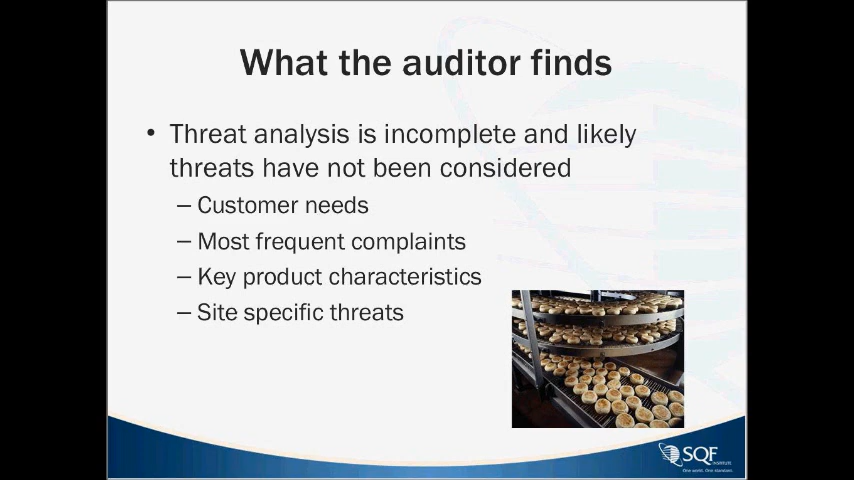 What the auditor finds
• Threat analysis is incomplete and likely
threats have not been considered
– Customer needs
– Most frequent complaints
– Key product characteristics
– Site specific threats
SQF
INSTITUTE
One world. One standard.